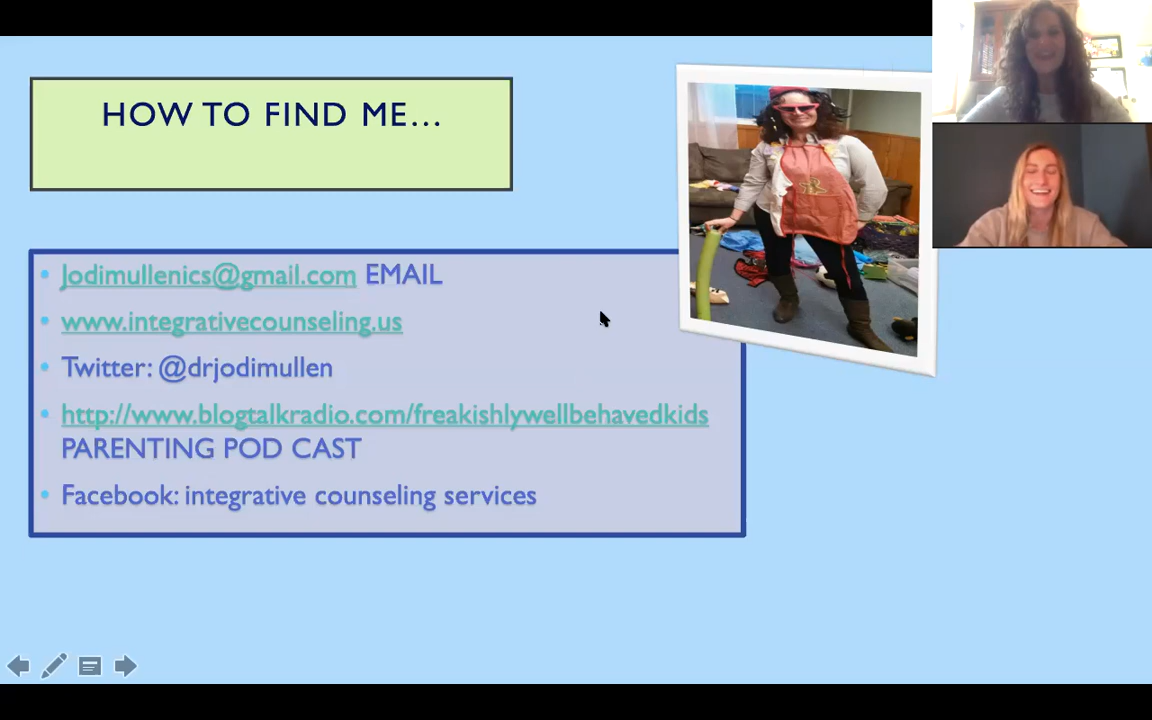 HOW TO FIND ME...
Jodimullenics@gmail.com EMAIL
www.integrativecounseling.us
Twitter: @drjodimullen
http://www.blogtalkradio.com/freakishlywellbehavedkids
PARENTING POD CAST
Facebook: integrative counseling services